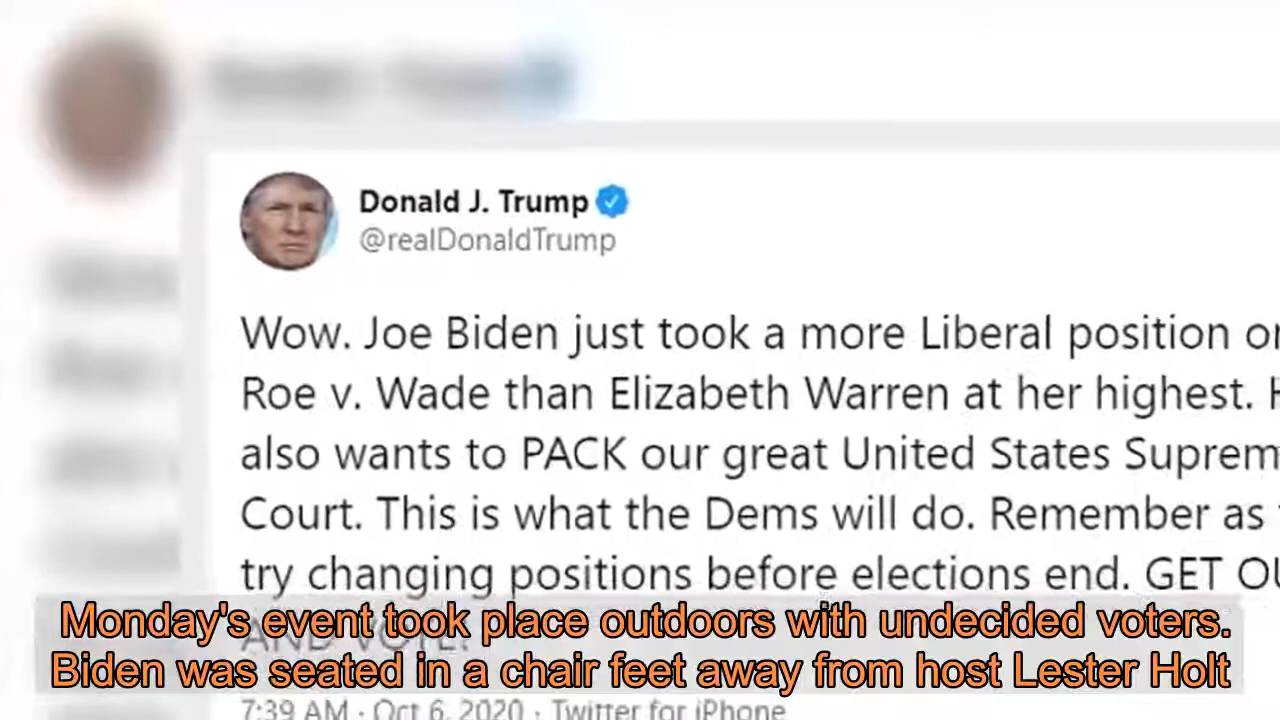 Donald J. Trump
@realDonaldTrump
Wow. Joe Biden just took a more Liberal position on
Roe v. Wade than Elizabeth Warren at her highest.
also wants to PACK our great United States Suprem
Court. This is what the Dems will do. Remember as
try changing positions before elections end. GET OU
AND VOTE!
Monday's event took place outdoors with undecided voters.
Biden was seated in a chair feet away from host Lester Holt
7:39 AM · Oct 6, 2020 · Twitter for iPhone